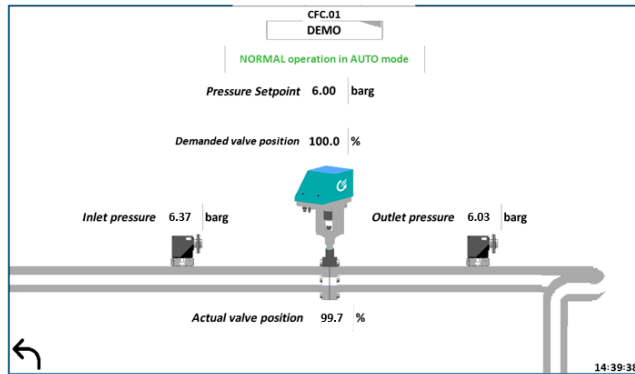 CFC.01
DEMO
NORMAL operation in AUTO mode
Pressure Setpoint 6.00 barg
Demanded valve position 100.0 %
Inlet pressure 6.37 barg
Outlet pressure 6.03 barg
Actual valve position 99.7 %
14:39:38